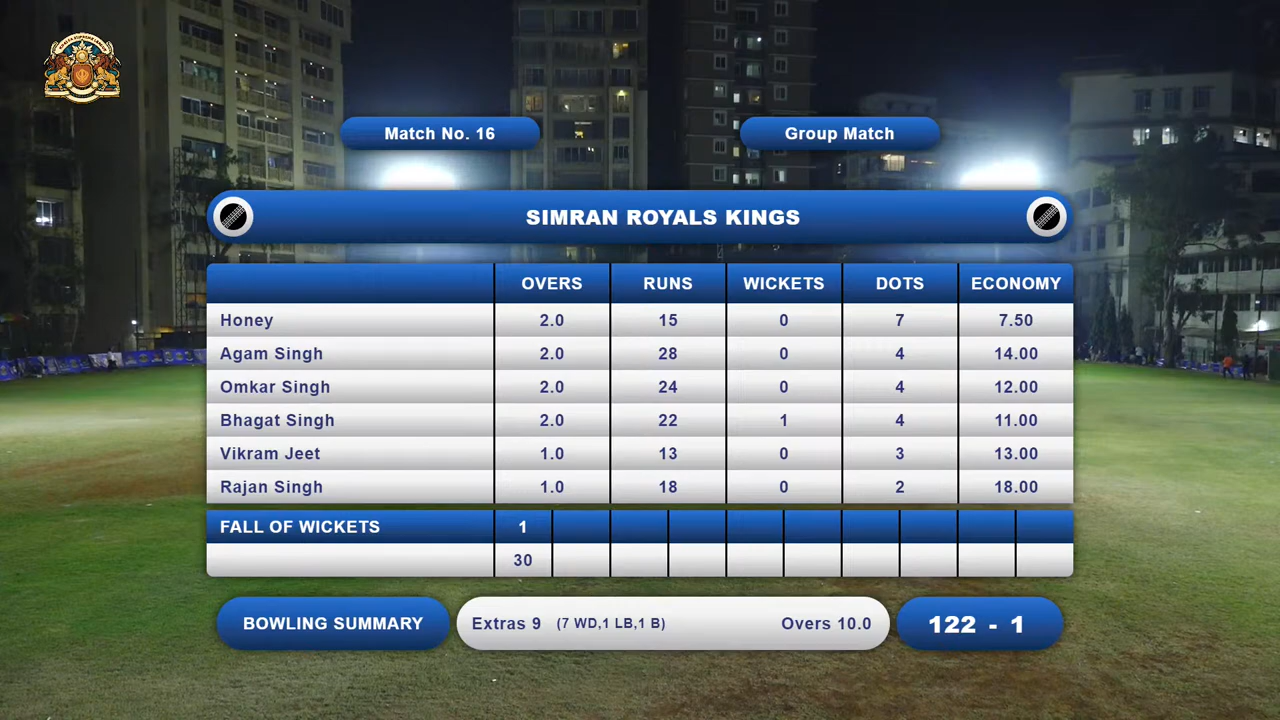 Match No. 16
Group Match
SIMRAN ROYALS KINGS
OVERS RUNS WICKETS DOTS ECONOMY
Honey 2.0 15 0 7 7.50
Agam Singh 2.0 28 0 4 14.00
Omkar Singh 2.0 24 0 4 12.00
Bhagat Singh 2.0 22 1 4 11.00
Vikram Jeet 1.0 13 0 3 13.00
Rajan Singh 1.0 18 0 2 18.00
FALL OF WICKETS 1
30
BOWLING SUMMARY Extras 9 (7 WD,1 LB,1 B) Overs 10.0 122 - 1